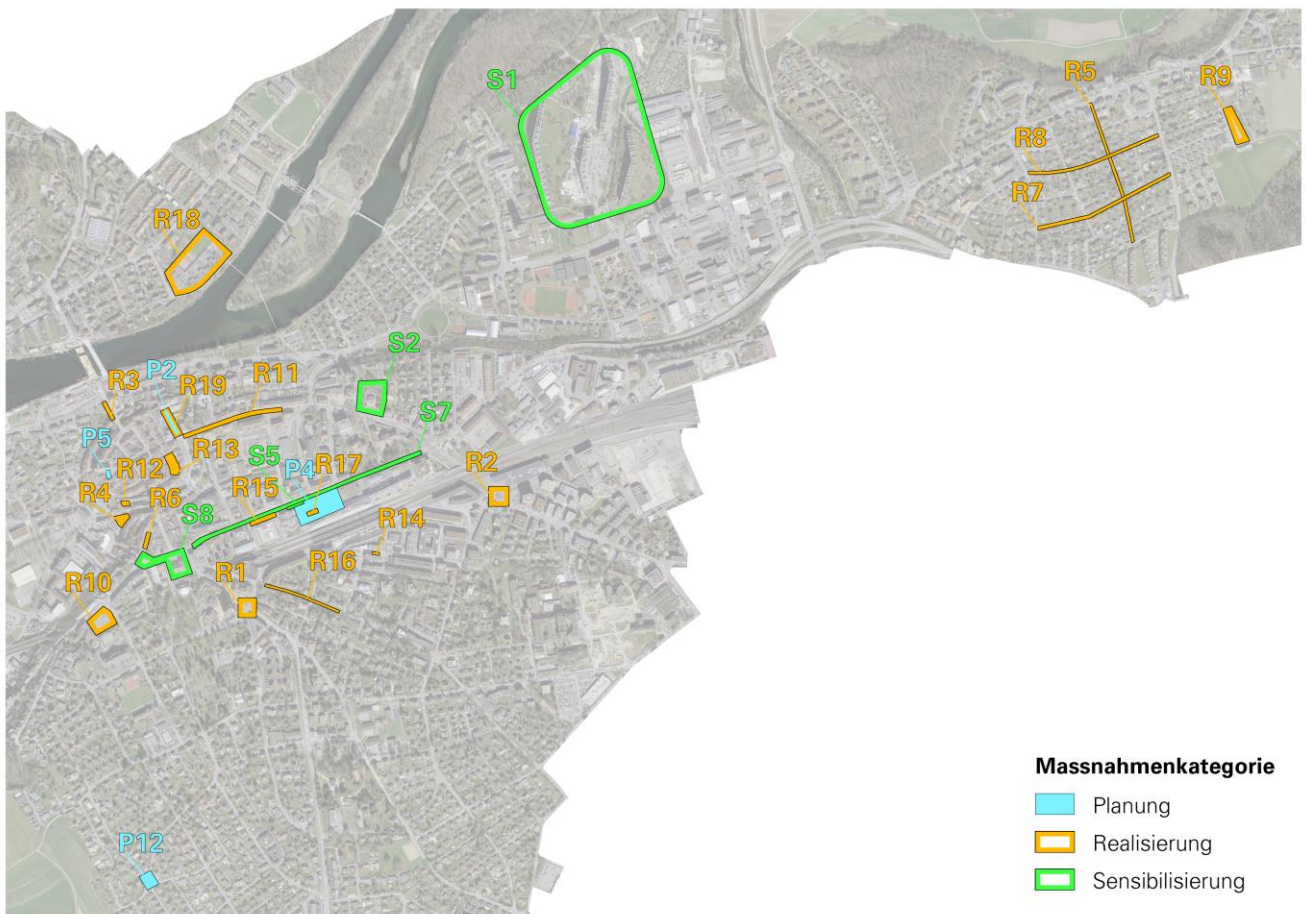 S1
R5
R9
R8
R7
R18
S2
P2
R3
R19
R11
S7
P5
R13
S5
P4
R17
R2
R12
R15
R4
R6
S8
R14
R16
R10
R1
Massnahmenkategorie
Planung
Realisierung
Sensibilisierung
P12